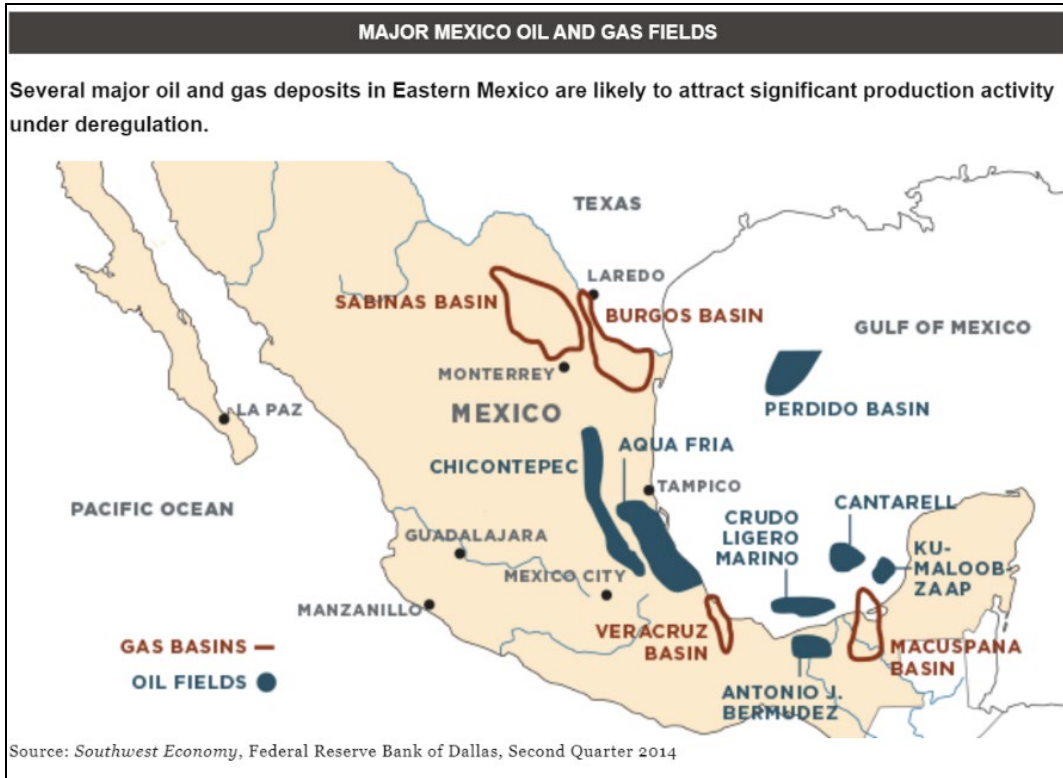 MAJOR MEXICO OIL AND GAS FIELDS
Several major oil and gas deposits in Eastern Mexico are likely to attract significant production activity
under deregulation.
TEXAS
LAREDO
SABINAS BASIN
BURGOS BASIN
GULF OF MEXICO
MONTERREY
PERDIDO BASIN
LA PAZ
MEXICO
AQUA FRIA
CHICONTEPEC
TAMPICO
PACIFIC OCEAN
CANTARELL
CRUDO
LIGERO
MARINO
GUADALAJARA
KU-
MALOOB-
ZAAP
MEXICO CITY
MANZANILLO
VERACRUZ
BASIN
MACUSPANA
BASIN
GAS BASINS
OIL FIELDS
ANTONIO J.
BERMUDEZ
Source: Southwest Economy, Federal Reserve Bank of Dallas, Second Quarter 2014